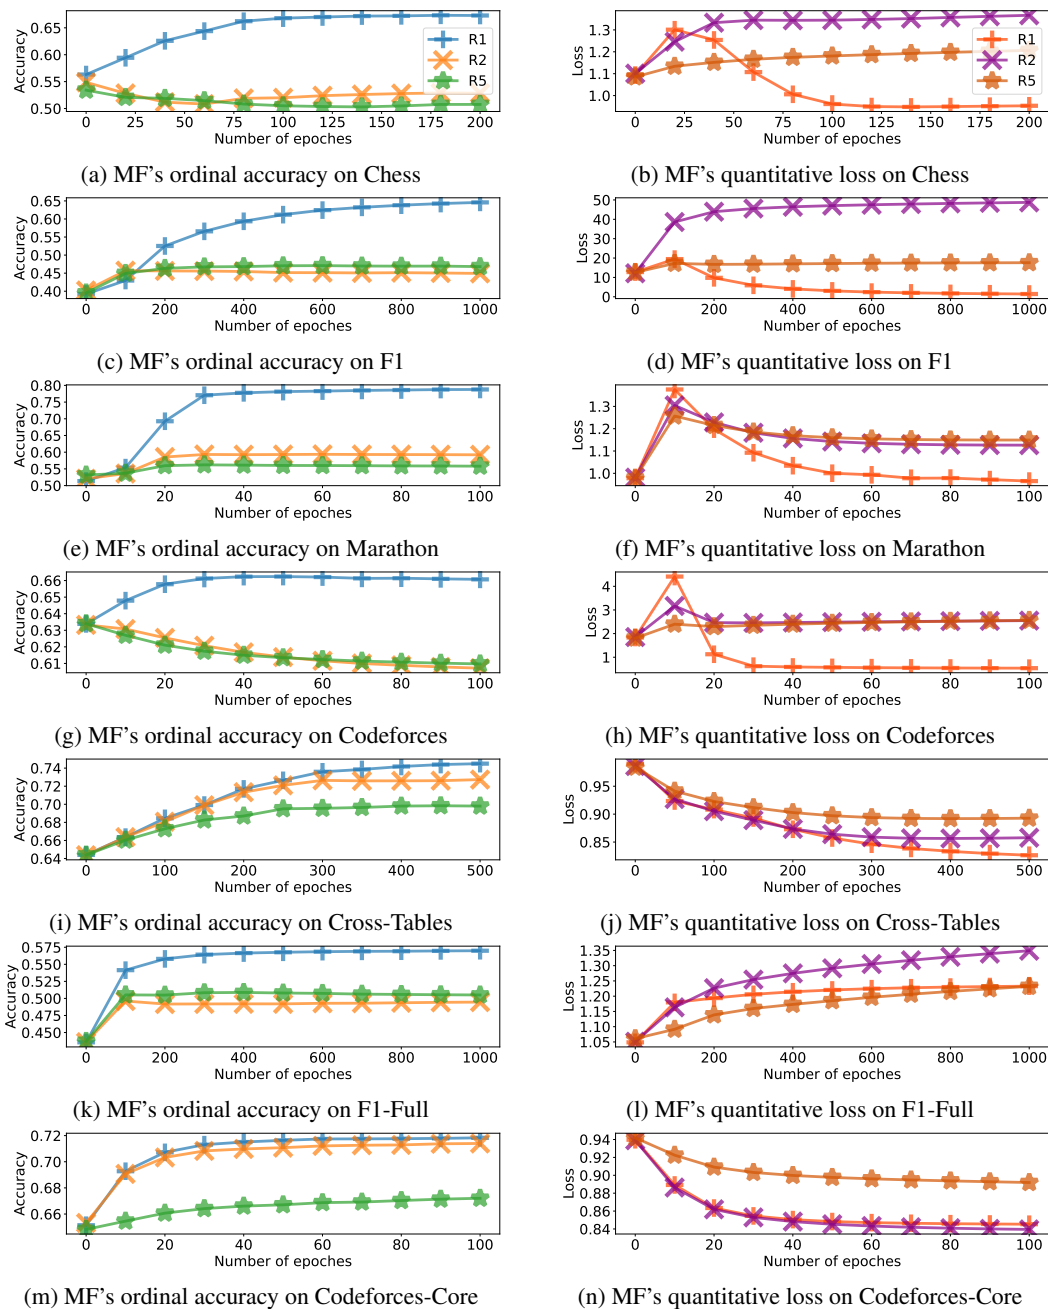 0.65
0.60
0.55
0.50
Accuracy
R1
R2
R5
0 25 50 75 100 125 150 175 200
Number of epoches
(a) MF's ordinal accuracy on Chess
1.3
1.2
1.1
1.0
Loss
R1
R2
R5
0 25 50 75 100 125 150 175 200
Number of epoches
(b) MF's quantitative loss on Chess
0.65
0.60
0.55
0.50
0.45
0.40
Accuracy
0 200 400 600 800 1000
Number of epoches
(c) MF's ordinal accuracy on F1
50
40
30
20
10
0
Loss
0 200 400 600 800 1000
Number of epoches
(d) MF's quantitative loss on F1
0.80
0.75
0.70
0.65
0.60
0.55
0.50
Accuracy
0 20 40 60 80 100
Number of epoches
(e) MF's ordinal accuracy on Marathon
1.3
1.2
1.1
1.0
Loss
0 20 40 60 80 100
Number of epoches
(f) MF's quantitative loss on Marathon
0.66
0.65
0.64
0.63
0.62
0.61
Accuracy
0 20 40 60 80 100
Number of epoches
(g) MF's ordinal accuracy on Codeforces
4
3
2
1
Loss
0 20 40 60 80 100
Number of epoches
(h) MF's quantitative loss on Codeforces
0.74
0.72
0.70
0.68
0.66
0.64
Accuracy
0 100 200 300 400 500
Number of epoches
(i) MF's ordinal accuracy on Cross-Tables
0.95
0.90
0.85
Loss
0 100 200 300 400 500
Number of epoches
(j) MF's quantitative loss on Cross-Tables
0.575
0.550
0.525
0.500
0.475
0.450
Accuracy
0 200 400 600 800 1000
Number of epoches
(k) MF's ordinal accuracy on F1-Full
1.35
1.30
1.25
1.20
1.15
1.10
1.05
Loss
0 200 400 600 800 1000
Number of epoches
(l) MF's quantitative loss on F1-Full
0.72
0.70
0.68
0.66
Accuracy
0 20 40 60 80 100
Number of epoches
(m) MF's ordinal accuracy on Codeforces-Core
0.94
0.92
0.90
0.88
0.86
0.84
Loss
0 20 40 60 80 100
Number of epoches
(n) MF's quantitative loss on Codeforces-Core